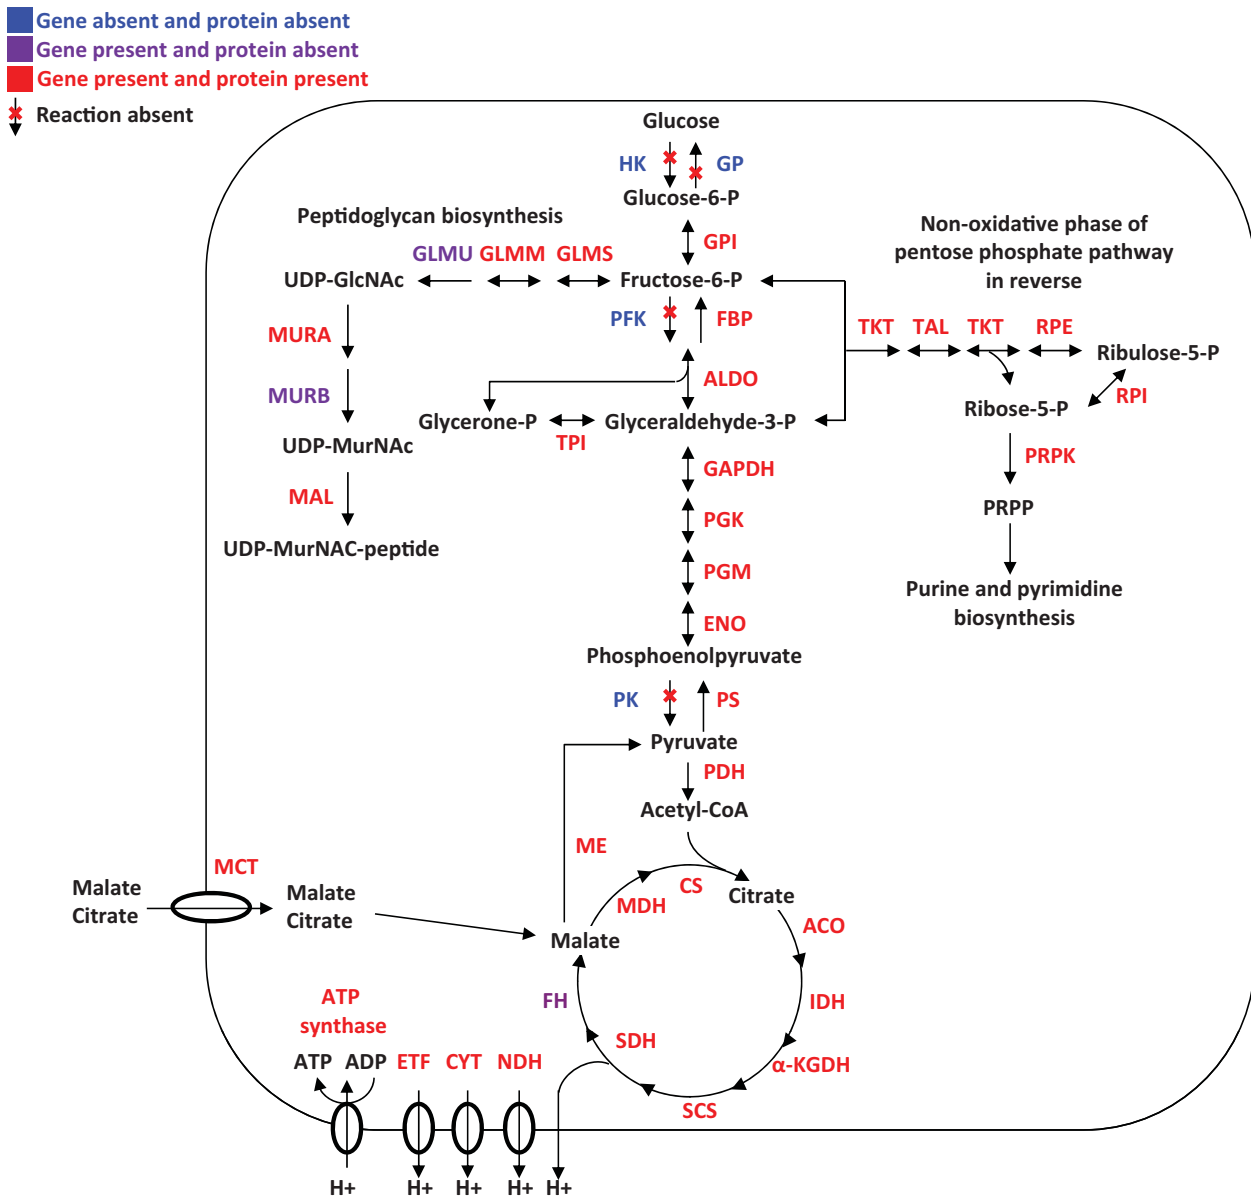 Gene absent and protein absent
Gene present and protein absent
Gene present and protein present
Reaction absent
Glucose
HK
GP
Glucose-6-P
Peptidoglycan biosynthesis
GPI
GLMU
GLMM
GLMS
UDP-GlcNAc
Fructose-6-P
Non-oxidative phase of
pentose phosphate pathway
in reverse
PFK
FBP
MURA
TKT
TAL
TKT
RPE
Ribulose-5-P
ALDO
MURB
RPI
Ribose-5-P
Glycerone-P
Glyceraldehyde-3-P
TPI
UDP-MurNAc
PRPK
GAPDH
MAL
PRPP
PGK
UDP-MurNAC-peptide
PGM
Purine and pyrimidine
biosynthesis
ENO
Phosphoenolpyruvate
PK
PS
Pyruvate
PDH
Acetyl-CoA
ME
MCT
Malate
Citrate
Malate
Citrate
CS
MDH
Citrate
ACO
Malate
FH
IDH
SDH
α-KGDH
SCS
ATP
synthase
ATP
ADP
ETF
CYT
NDH
H+
H+
H+
H+
H+